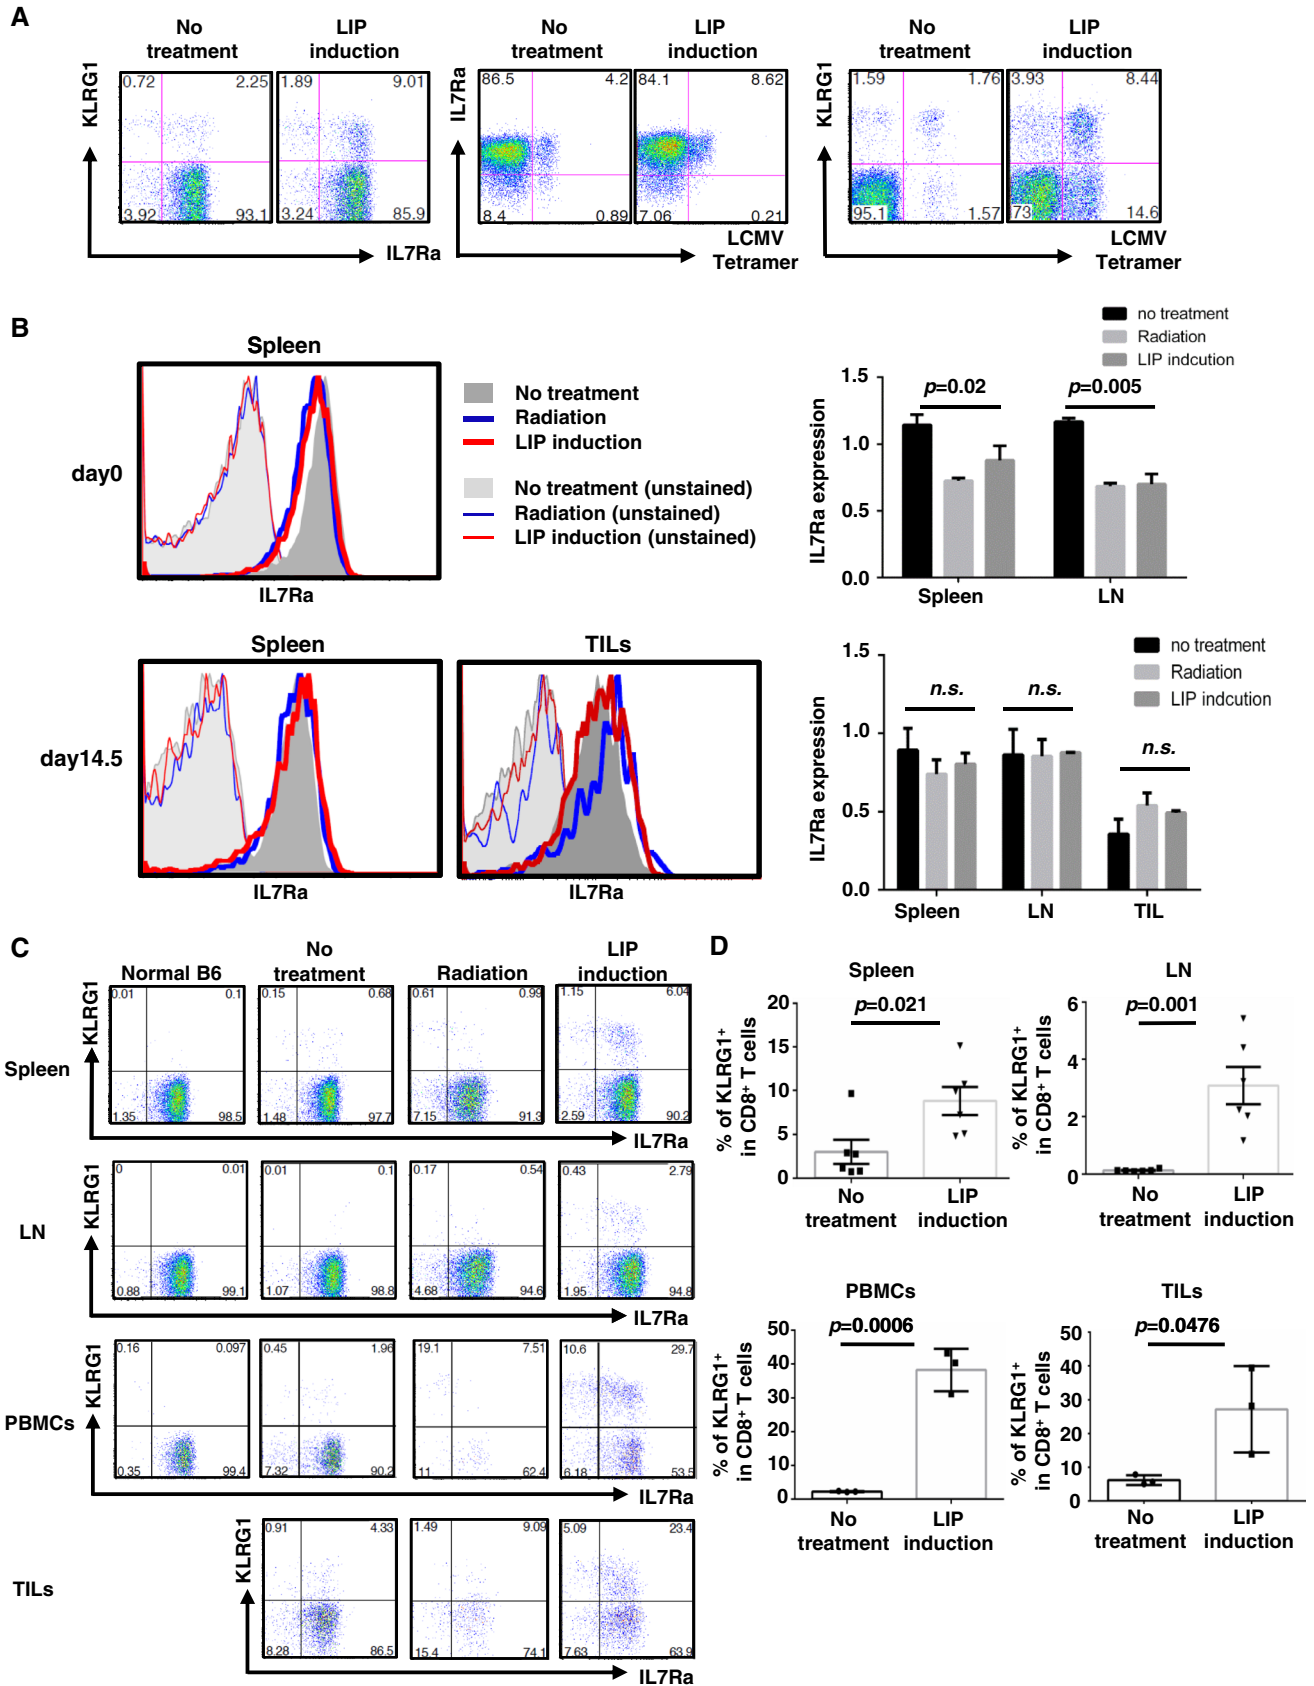 A
No treatment
LIP induction
No treatment
LIP induction
No treatment
LIP induction
KLRG1
0.72 2.25
3.92 93.1
1.89 9.01
3.24 85.9
IL7Ra
IL7Ra
86.5 4.2
8.4 0.89
84.1 8.62
7.06 0.21
LCMV Tetramer
KLRG1
1.59 1.76
95.1 1.57
3.93 8.44
73 14.6
LCMV Tetramer
B
Spleen
day0
IL7Ra
No treatment
Radiation
LIP induction
No treatment (unstained)
Radiation (unstained)
LIP induction (unstained)
no treatment
Radiation
LIP indcution
IL7Ra expression
1.5
1.0
0.5
0.0
p=0.02
p=0.005
Spleen LN
Spleen
TILs
day14.5
IL7Ra
IL7Ra
no treatment
Radiation
LIP indcution
IL7Ra expression
1.5
1.0
0.5
0.0
n.s.
n.s.
n.s.
Spleen LN TIL
C
Normal B6
No treatment
Radiation
LIP induction
Spleen
KLRG1
0.01 0.1
1.35 98.5
0.15 0.68
1.48 97.7
0.61 0.99
7.15 91.3
1.15 6.04
2.59 90.2
IL7Ra
LN
KLRG1
0 0.01
0.88 99.1
0.01 0.1
1.07 98.8
0.17 0.54
4.68 94.6
0.43 2.79
1.95 94.8
IL7Ra
PBMCs
KLRG1
0.16 0.097
0.35 99.4
0.45 1.96
7.32 90.2
19.1 7.51
11 62.4
10.6 29.7
6.18 53.5
IL7Ra
TILs
KLRG1
0.91 4.33
8.28 86.5
1.49 9.09
15.4 74.1
5.09 23.4
7.63 63.9
IL7Ra
D
Spleen
p=0.021
% of KLRG1+ in CD8+ T cells
20
15
10
5
0
No treatment
LIP induction
LN
p=0.001
% of KLRG1+ in CD8+ T cells
6
4
2
0
No treatment
LIP induction
PBMCs
p=0.0006
% of KLRG1+ in CD8+ T cells
50
40
30
20
10
0
No treatment
LIP induction
TILs
p=0.0476
% of KLRG1+ in CD8+ T cells
50
40
30
20
10
0
No treatment
LIP induction